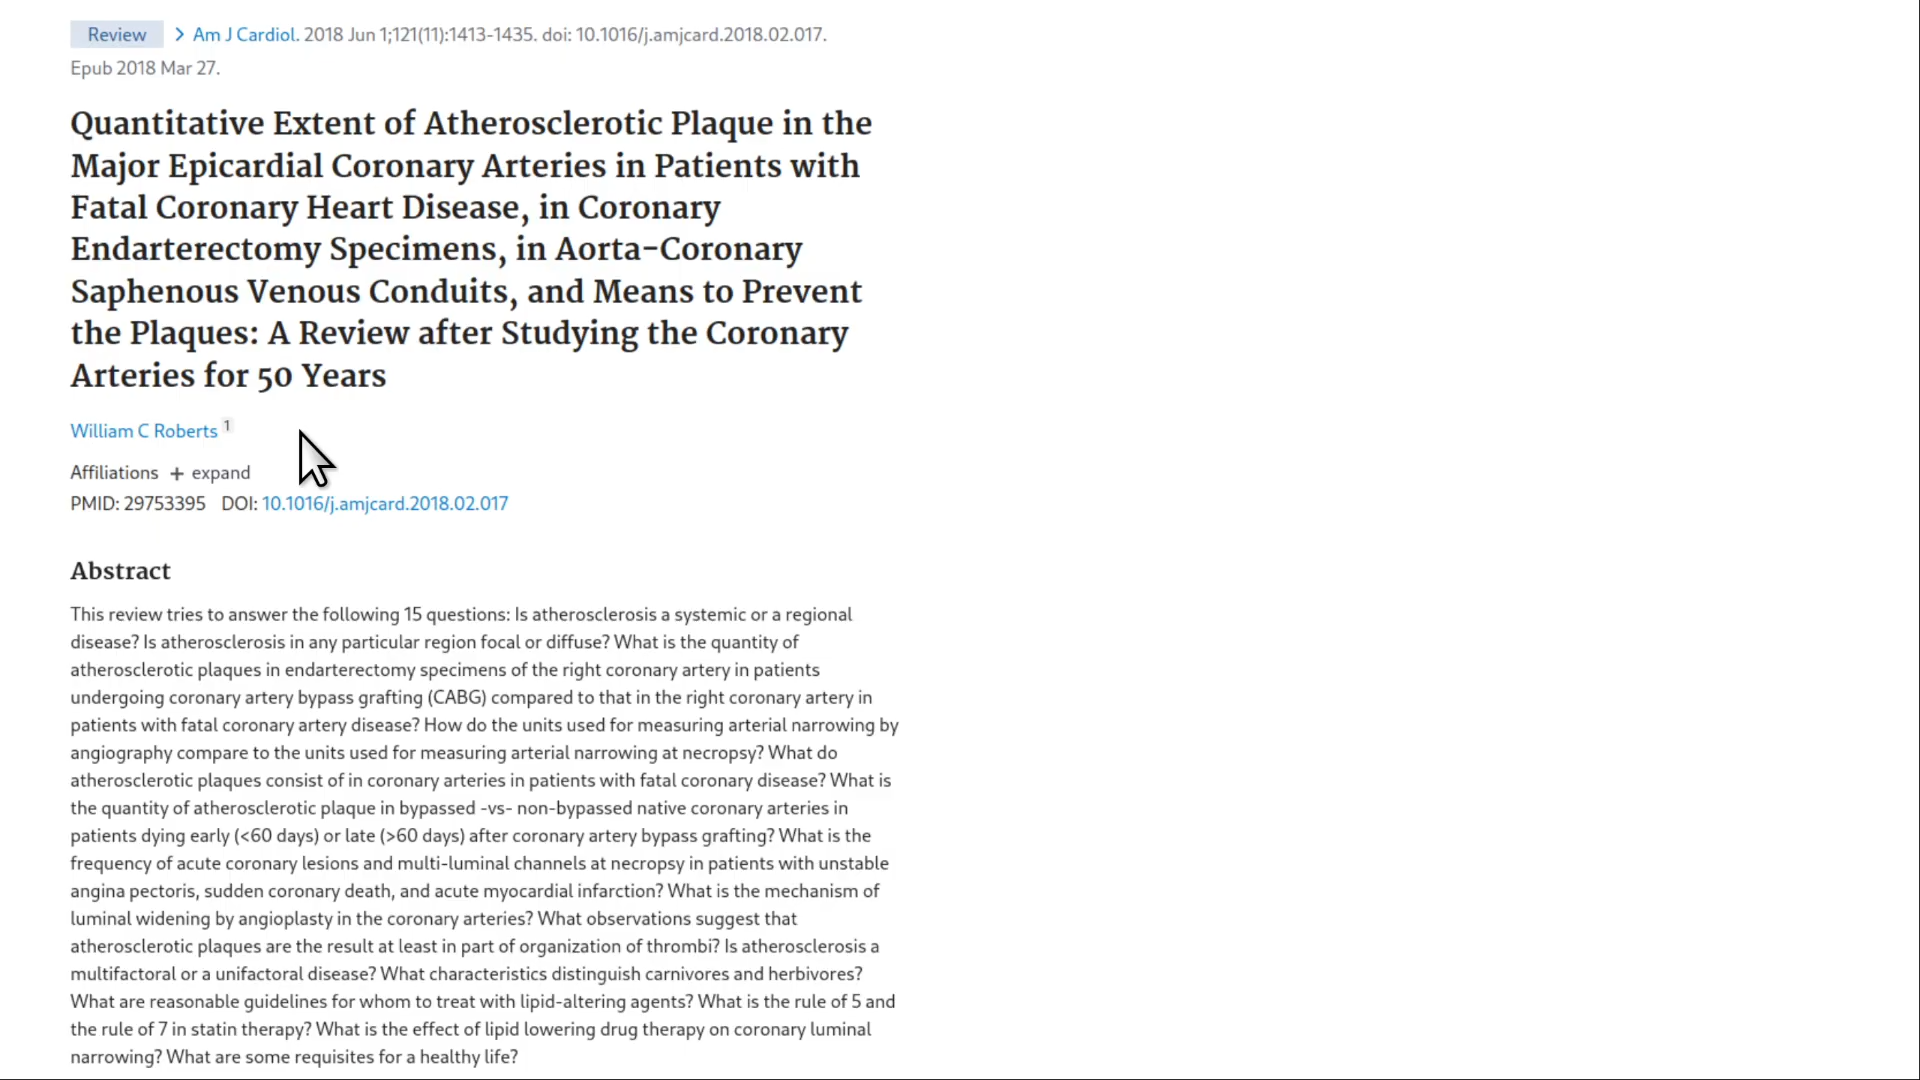 Review > Am J Cardiol. 2018 Jun 1;121(11):1413-1435. doi: 10.1016/j.amjcard.2018.02.017.
Epub 2018 Mar 27.
Quantitative Extent of Atherosclerotic Plaque in the
Major Epicardial Coronary Arteries in Patients with
Fatal Coronary Heart Disease, in Coronary
Endarterectomy Specimens, in Aorta-Coronary
Saphenous Venous Conduits, and Means to Prevent
the Plaques: A Review after Studying the Coronary
Arteries for 50 Years
William C Roberts 1
Affiliations + expand
PMID: 29753395 DOI: 10.1016/j.amjcard.2018.02.017
Abstract
This review tries to answer the following 15 questions: Is atherosclerosis a systemic or a regional
disease? Is atherosclerosis in any particular region focal or diffuse? What is the quantity of
atherosclerotic plaques in endarterectomy specimens of the right coronary artery in patients
undergoing coronary artery bypass grafting (CABG) compared to that in the right coronary artery in
patients with fatal coronary artery disease? How do the units used for measuring arterial narrowing by
angiography compare to the units used for measuring arterial narrowing at necropsy? What do
atherosclerotic plaques consist of in coronary arteries in patients with fatal coronary disease? What is
the quantity of atherosclerotic plaque in bypassed -vs- non-bypassed native coronary arteries in
patients dying early (<60 days) or late (>60 days) after coronary artery bypass grafting? What is the
frequency of acute coronary lesions and multi-luminal channels at necropsy in patients with unstable
angina pectoris, sudden coronary death, and acute myocardial infarction? What is the mechanism of
luminal widening by angioplasty in the coronary arteries? What observations suggest that
atherosclerotic plaques are the result at least in part of organization of thrombi? Is atherosclerosis a
multifactoral or a unifactoral disease? What characteristics distinguish carnivores and herbivores?
What are reasonable guidelines for whom to treat with lipid-altering agents? What is the rule of 5 and
the rule of 7 in statin therapy? What is the effect of lipid lowering drug therapy on coronary luminal
narrowing? What are some requisites for a healthy life?